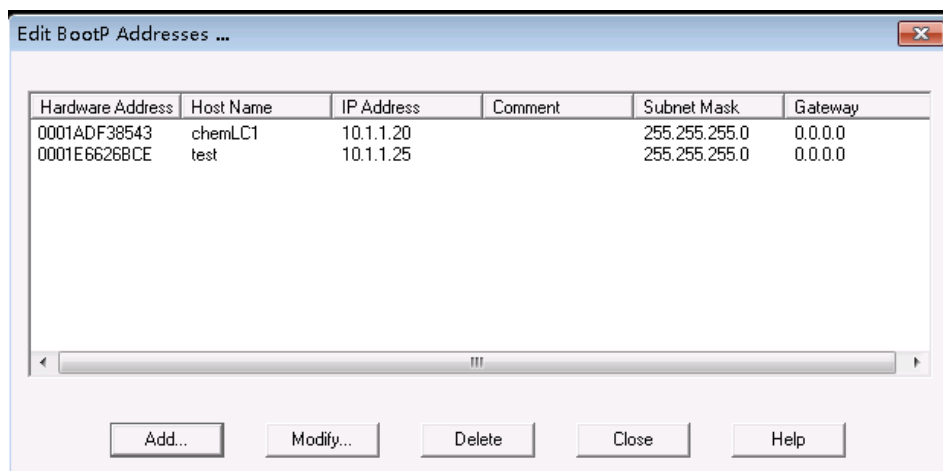 Edit BootP Addresses ...
Hardware Address Host Name IP Address Comment Subnet Mask Gateway
0001ADF38543 chemLC1 10.1.1.20 255.255.255.0 0.0.0.0
0001E6626BCE test 10.1.1.25 255.255.255.0 0.0.0.0
Add... Modify... Delete Close Help